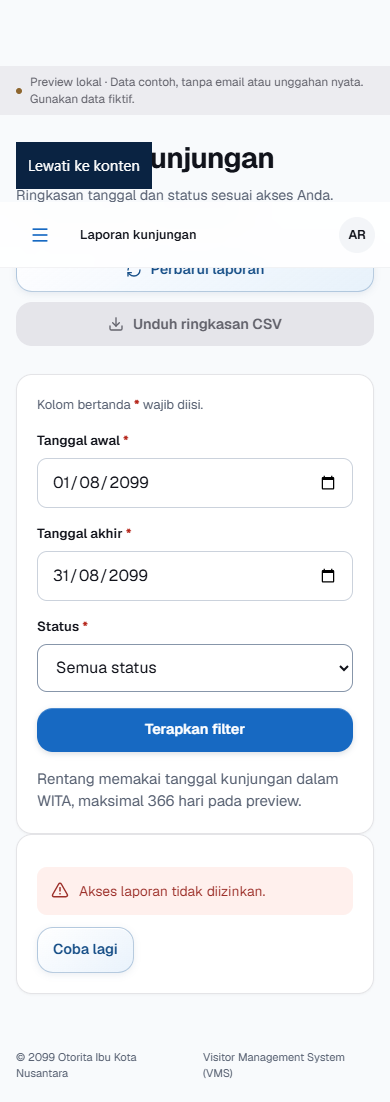 Preview lokal · Data contoh, tanpa email atau unggahan nyata.
Gunakan data fiktif.
Lewati ke konten
unjungan
Ringkasan tanggal dan status sesuai akses Anda.
Laporan kunjungan
AR
Perbarui laporan
Unduh ringkasan CSV
Kolom bertanda * wajib diisi.
Tanggal awal *
01/08/2099
Tanggal akhir *
31/08/2099
Status *
Semua status
Terapkan filter
Rentang memakai tanggal kunjungan dalam
WITA, maksimal 366 hari pada preview.
Akses laporan tidak diizinkan.
Coba lagi
© 2099 Otorita Ibu Kota
Nusantara
Visitor Management System
(VMS)